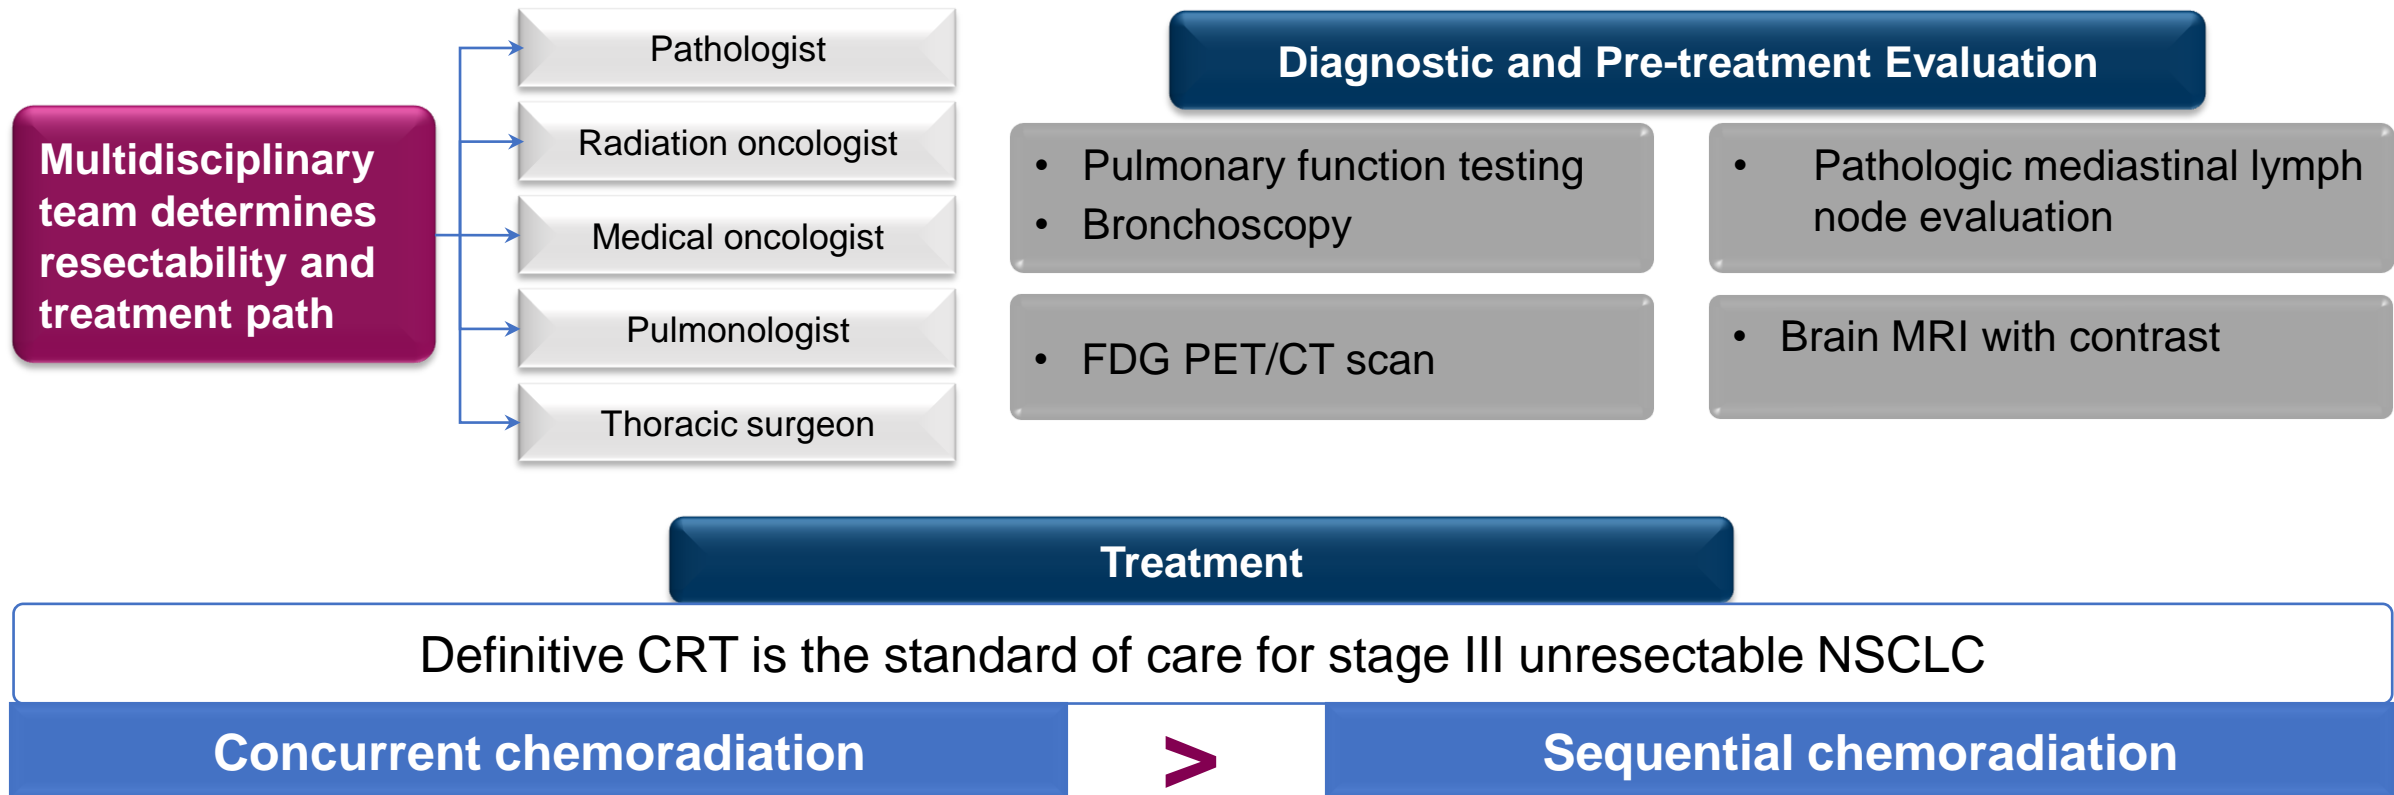 Multidisciplinary
team determines
resectability and
treatment path
Pathologist
Radiation oncologist
Medical oncologist
Pulmonologist
Thoracic surgeon
Diagnostic and Pre-treatment Evaluation
• Pulmonary function testing
• Bronchoscopy
• Pathologic mediastinal lymph
node evaluation
• FDG PET/CT scan
• Brain MRI with contrast
Treatment
Definitive CRT is the standard of care for stage III unresectable NSCLC
Concurrent chemoradiation > Sequential chemoradiation